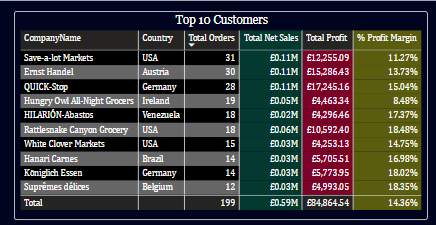 Top 10 Customers
CompanyName Country Total Orders Total Net Sales Total Profit % Profit Margin
Save-a-lot Markets USA 31 £0.11M £12,255.09 11.27%
Ernst Handel Austria 30 £0.11M £15,286.43 13.73%
QUICK-Stop Germany 28 £0.11M £17,245.16 15.04%
Hungry Owl All-Night Grocers Ireland 19 £0.05M £4,463.34 8.48%
HILARIÓN-Abastos Venezuela 18 £0.02M £4,296.46 17.37%
Rattlesnake Canyon Grocery USA 18 £0.06M £10,592.40 18.48%
White Clover Markets USA 15 £0.03M £4,253.13 14.75%
Hanari Carnes Brazil 14 £0.03M £5,705.51 16.98%
Königlich Essen Germany 14 £0.03M £5,773.95 18.02%
Suprêmes délices Belgium 12 £0.03M £4,993.05 18.35%
Total 199 £0.59M £84,864.54 14.36%